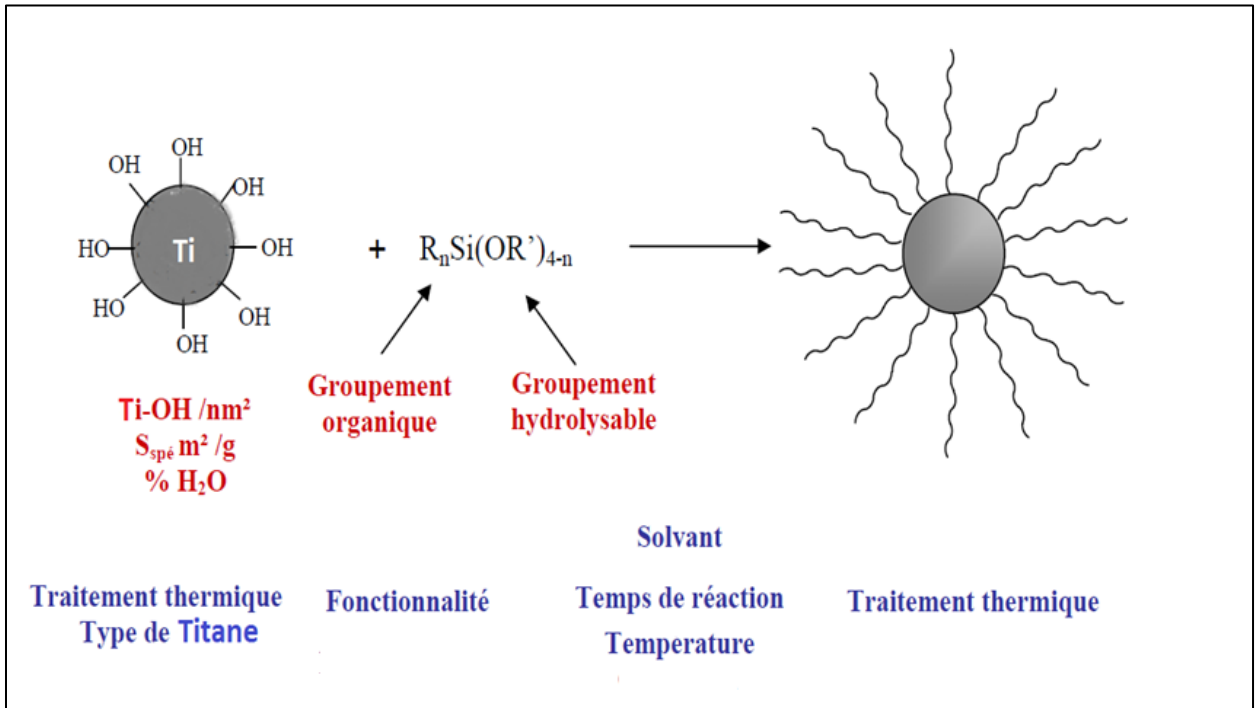 OH
OH
OH
HO
Ti
OH
HO
OH
OH
+
RₙSi(OR’)₄₋ₙ
Groupement
organique
Groupement
hydrolysable
Ti-OH /nm²
Sₛₚé m² /g
% H₂O
Solvant
Traitement thermique
Type de Titane
Fonctionnalité
Temps de réaction
Temperature
Traitement thermique